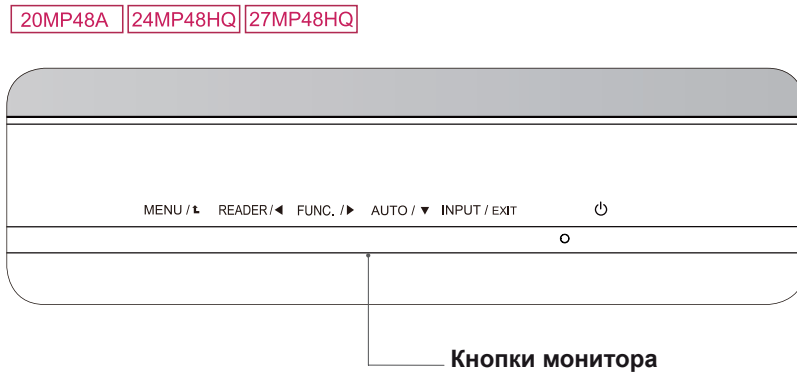 20MP48A 24MP48HQ 27MP48HQ
MENU / READER / ◀ FUNC. / ▶ AUTO / ▼ INPUT / EXIT
Кнопки монитора